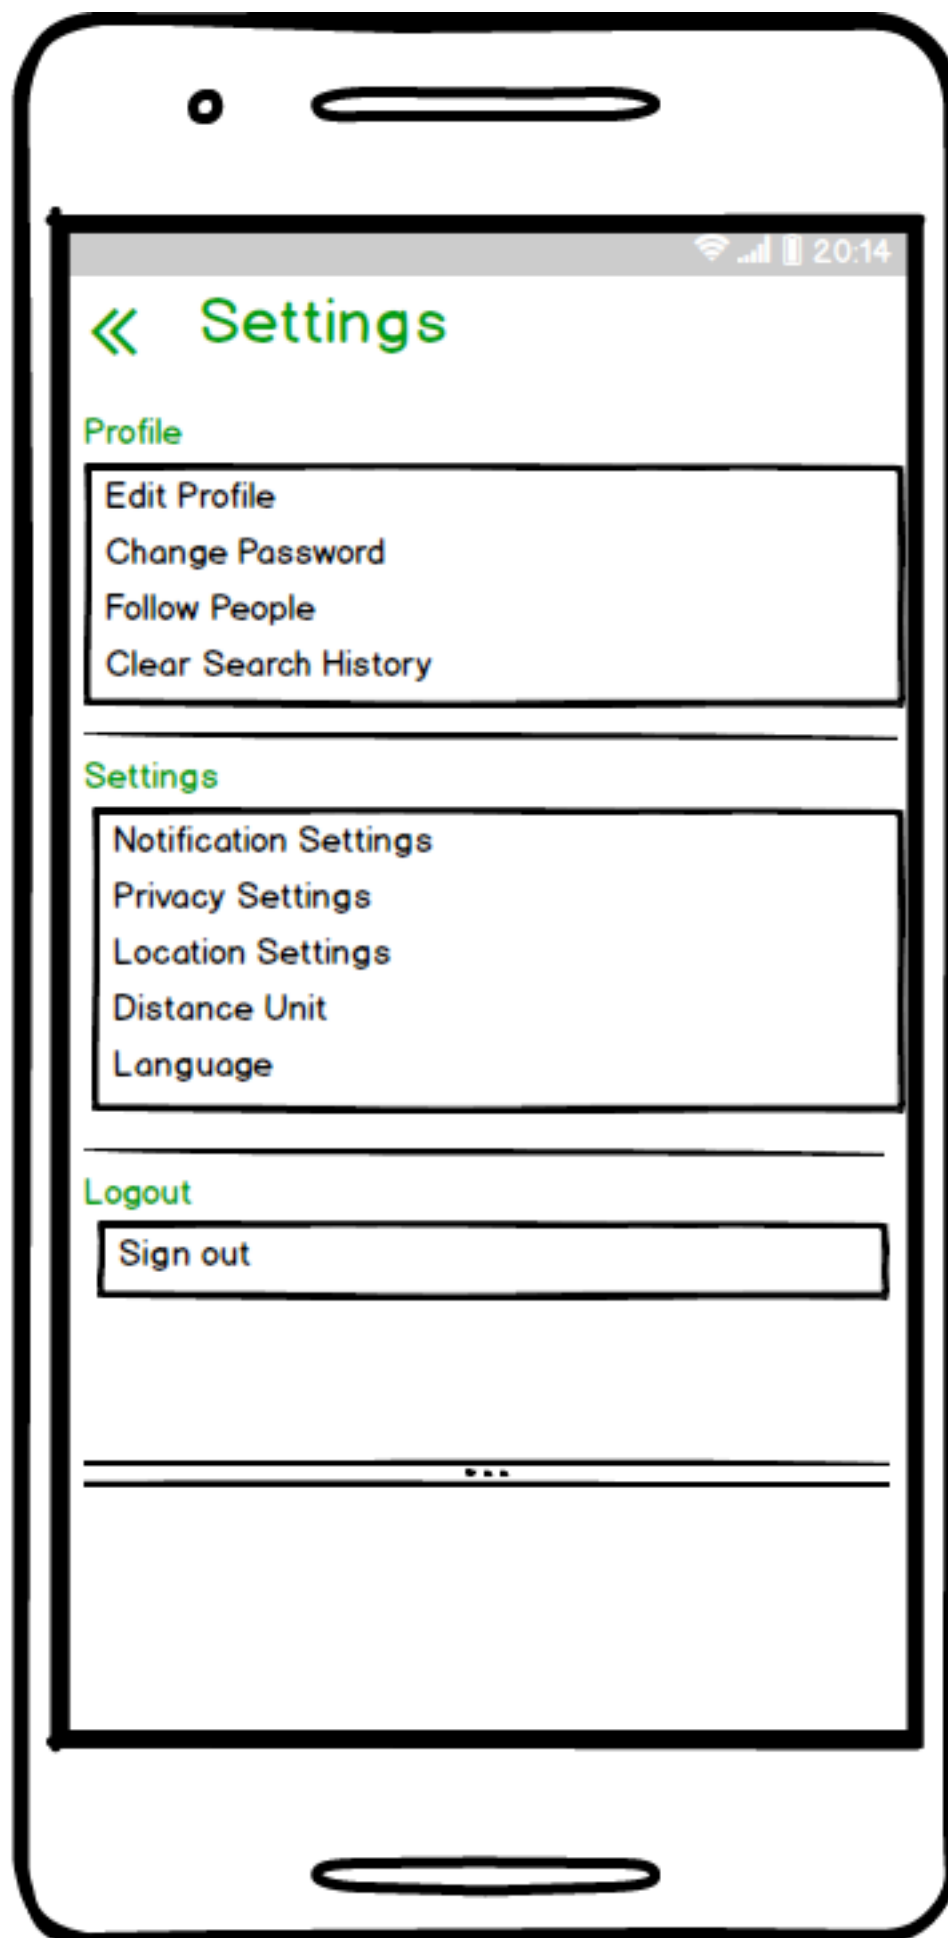 20:14
Settings
Profile
Edit Profile
Change Password
Follow People
Clear Search History
Settings
Notification Settings
Privacy Settings
Location Settings
Distance Unit
Language
Logout
Sign out